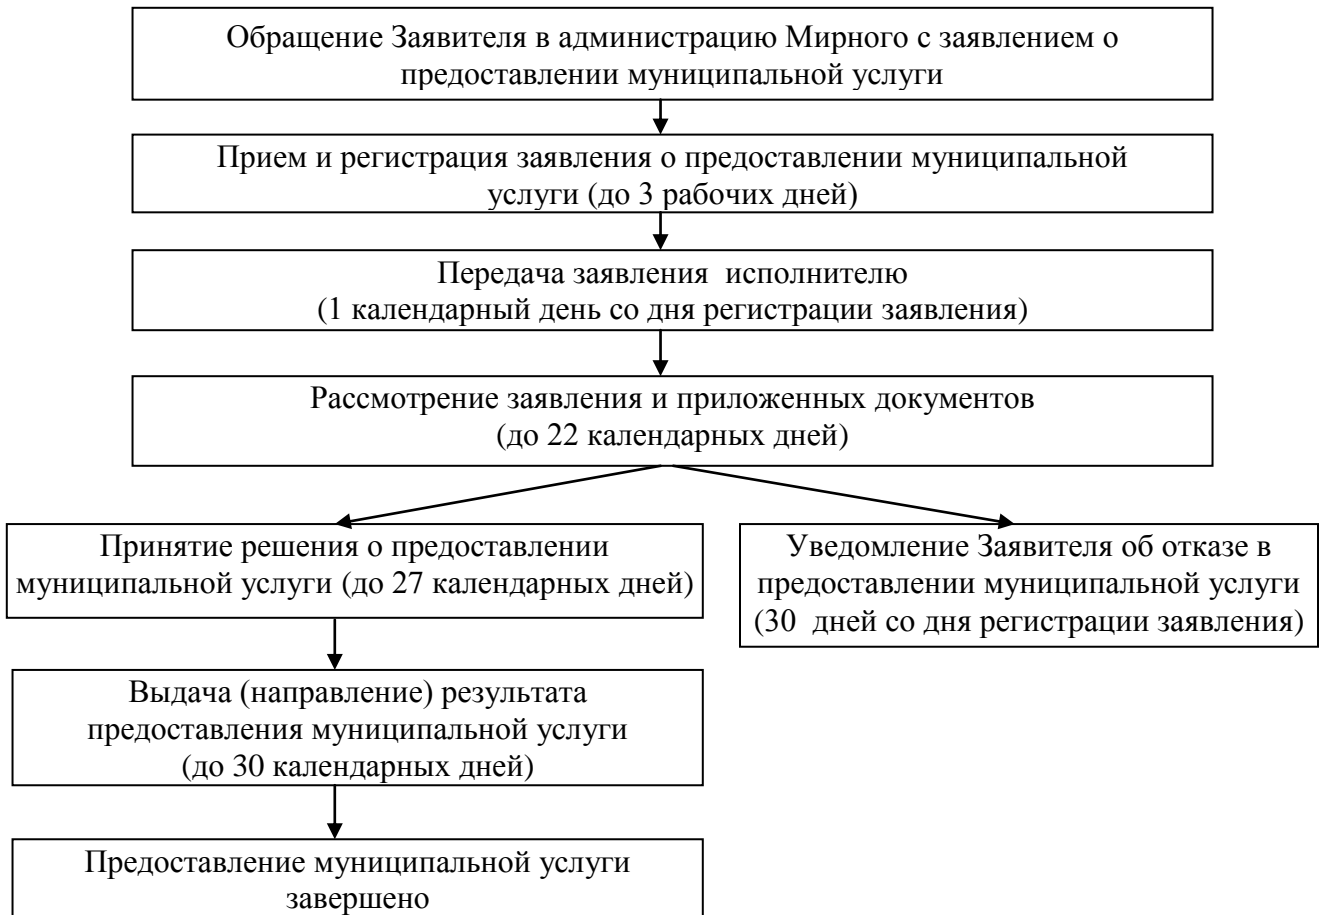 Обращение Заявителя в администрацию Мирного с заявлением о
предоставлении муниципальной услуги
Прием и регистрация заявления о предоставлении муниципальной
услуги (до 3 рабочих дней)
Передача заявления исполнителю
(1 календарный день со дня регистрации заявления)
Рассмотрение заявления и приложенных документов
(до 22 календарных дней)
Принятие решения о предоставлении
муниципальной услуги (до 27 календарных дней)
Уведомление Заявителя об отказе в
предоставлении муниципальной услуги
(30 дней со дня регистрации заявления)
Выдача (направление) результата
предоставления муниципальной услуги
(до 30 календарных дней)
Предоставление муниципальной услуги
завершено